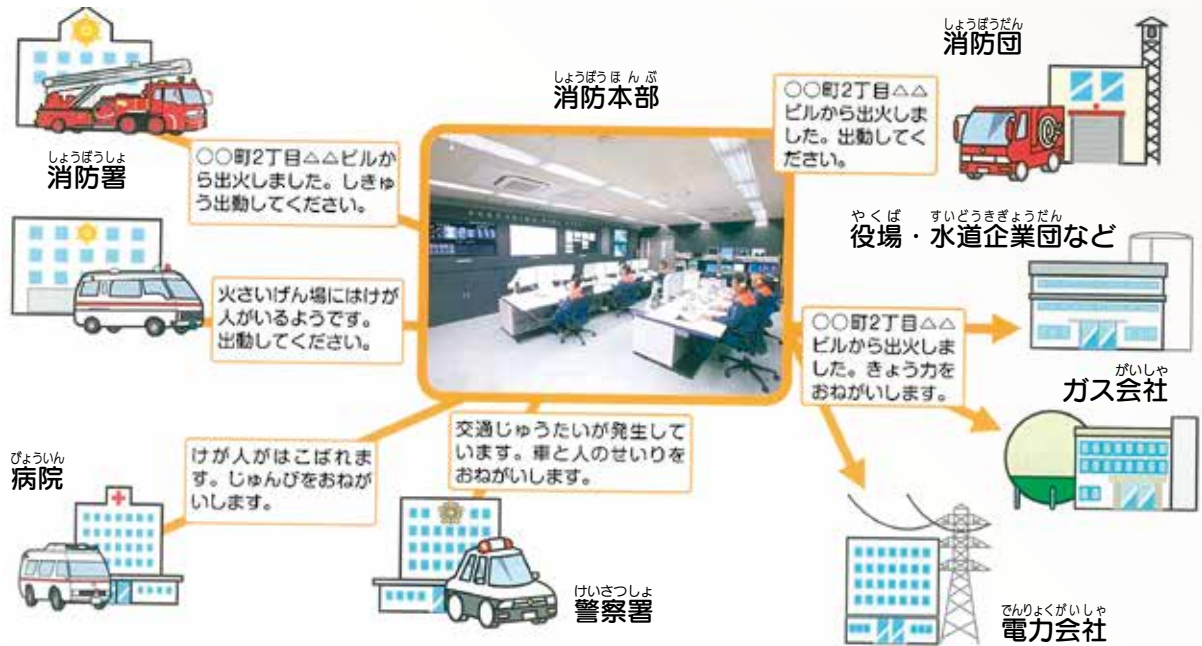 しょうぼうしょ
消防署
〇〇町2丁目△△ビルか
ら出火しました。しきゅ
う出動してください。
しょうぼうほんぶ
消防本部
〇〇町2丁目△△
ビルから出火しま
した。出動してく
ださい。
しょうぼうだん
消防団
火さいげん場にはけが
人がいるようです。
出動してください。
やくば すいどうきぎょうだん
役場・水道企業団など
〇〇町2丁目△△
ビルから出火しま
した。きょう力を
おねがいします。
がいしゃ
ガス会社
びょういん
病院
けが人がはこばれま
す。じゅんびをおねが
いします。
交通じゅうたいが発生して
います。車と人のせいりを
おねがいします。
けいさつしょ
警察署
でんりょくがいしゃ
電力会社